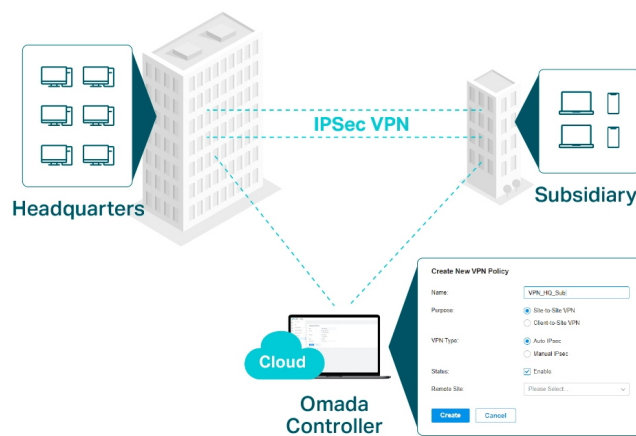 IPSec VPN
Headquarters
Subsidiary
Cloud
Omada
Controller
Create New VPN Policy
Name:
VPN_HQ_Sub
Purpose
Site-to-Site VPN
Client-to-Site VPN
VPN Type:
Auto IPsec
Manual IPsec
Status:
Enable
Remote Site:
Please Select...
Create
Cancel